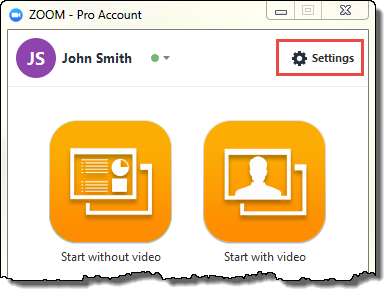 ZOOM - Pro Account
JS John Smith Settings
Start without video Start with video